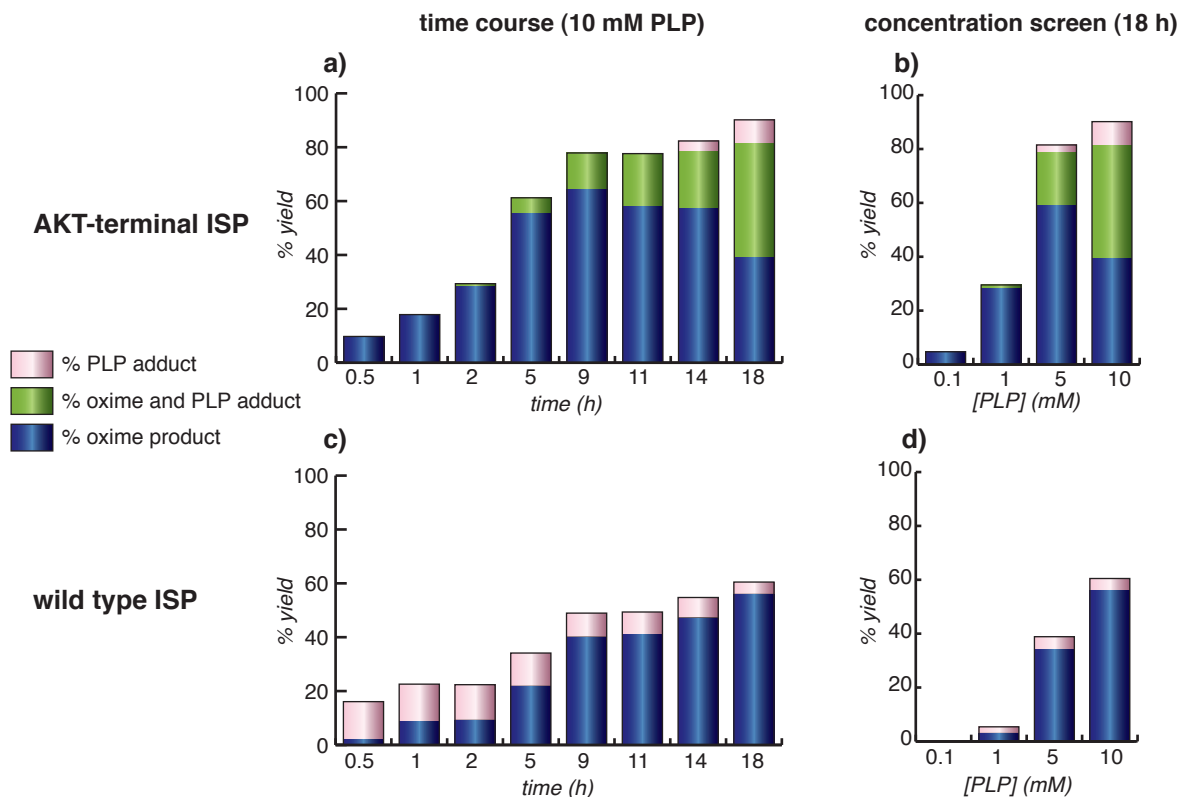 time course (10 mM PLP)
concentration screen (18 h)
AKT-terminal ISP
wild type ISP
% PLP adduct
% oxime and PLP adduct
% oxime product
a)
% yield
100
80
60
40
20
0
0.5 1 2 5 9 11 14 18
time (h)
b)
% yield
100
80
60
40
20
0
0.1 1 5 10
[PLP] (mM)
c)
% yield
100
80
60
40
20
0
0.5 1 2 5 9 11 14 18
time (h)
d)
% yield
100
80
60
40
20
0
0.1 1 5 10
[PLP] (mM)